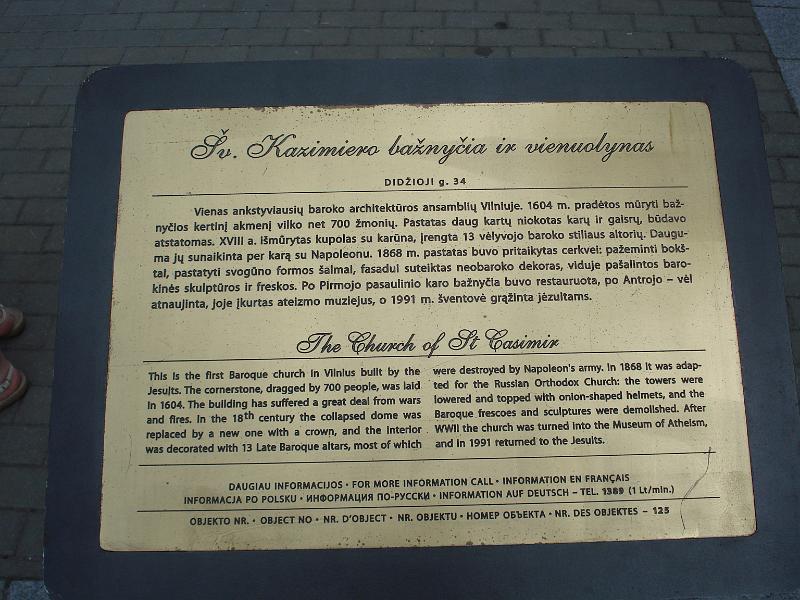 Šv. Kazimiero bažnyčia ir vienuolynas
DIDŽIOJI g. 34
Vienas ankstyviausių baroko architektūros ansamblių Vilniuje. 1604 m. pradėtos mūryti baž-
nyčios kertinį akmenį vilko net 700 žmonių. Pastatas daug kartų niokotas karų ir gaisrų, būdavo
atstatomas. XVIII a. išmūrytas kupolas su karūna, įrengta 13 vėlyvojo baroko stiliaus altorių. Daugu-
ma jų sunaikinta per karą su Napoleonu. 1868 m. pastatas buvo pritaikytas cerkvei: pažeminti bokš-
tai, pastatyti svogūno formos šalmai, fasadui suteiktas neobaroko dekoras, viduje pašalintos baro-
kinės skulptūros ir freskos. Po Pirmojo pasaulinio karo bažnyčia buvo restauruota, po Antrojo – vėl
atnaujinta, joje įkurtas ateizmo muziejus, o 1991 m. šventovė grąžinta jėzuitams.
The Church of St Casimir
This is the first Baroque church in Vilnius built by the
Jesuits. The cornerstone, dragged by 700 people, was laid
in 1604. The building has suffered a great deal from wars
and fires. In the 18th century the collapsed dome was
replaced by a new one with a crown, and the interior
was decorated with 13 Late Baroque altars, most of which
were destroyed by Napoleon's army. In 1868 it was adap-
ted for the Russian Orthodox Church: the towers were
lowered and topped with onion-shaped helmets, and the
Baroque frescoes and sculptures were demolished. After
WWII the church was turned into the Museum of Atheism,
and in 1991 returned to the Jesuits.
DAUGIAU INFORMACIJOS • FOR MORE INFORMATION CALL • INFORMATION EN FRANÇAIS
INFORMACJA PO POLSKU • ИНФОРМАЦИЯ ПО-РУССКИ • INFORMATION AUF DEUTSCH – TEL. 1389 (1 Lt/min.)
OBJEKTO NR. • OBJECT NO • NR. D'OBJECT • NR. OBJEKTU • НОМЕР ОБЪЕКТА • NR. DES OBJEKTES – 125